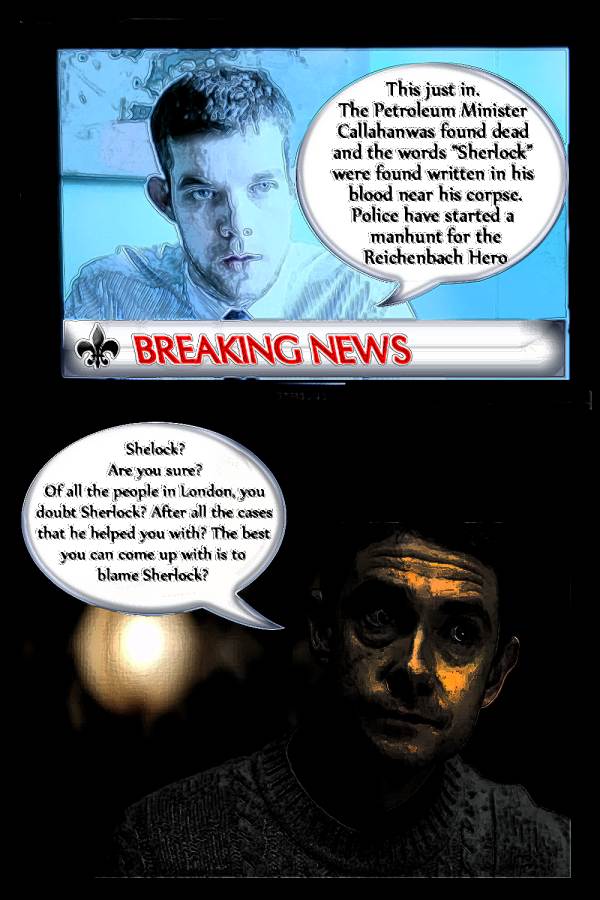 This just in.
The Petroleum Minister
Callahanwas found dead
and the words "Sherlock"
were found written in his
blood near his corpse.
Police have started a
manhunt for the
Reichenbach Hero
BREAKING NEWS
Shelock?
Are you sure?
Of all the people in London, you
doubt Sherlock? After all the cases
that he helped you with? The best
you can come up with is to
blame Sherlock?